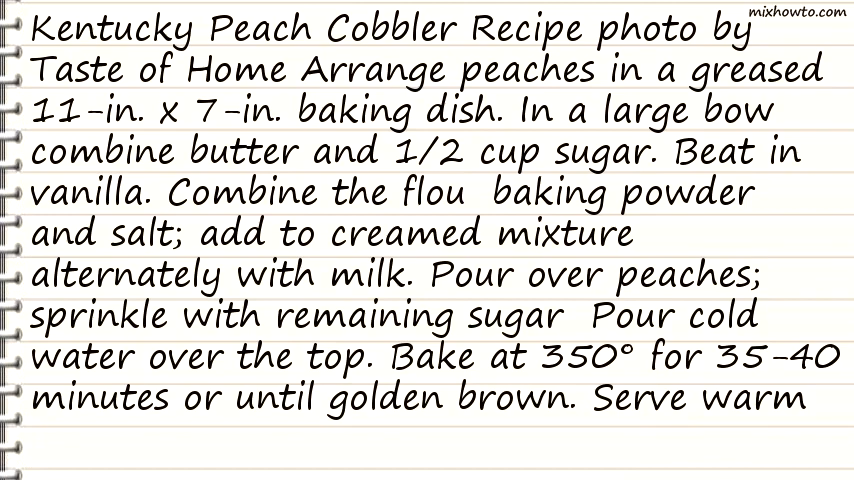 mixhowto.com
Kentucky Peach Cobbler Recipe photo by
Taste of Home Arrange peaches in a greased
11-in. x 7-in. baking dish. In a large bow
combine butter and 1/2 cup sugar. Beat in
vanilla. Combine the flou  baking powder
and salt; add to creamed mixture
alternately with milk. Pour over peaches;
sprinkle with remaining sugar  Pour cold
water over the top. Bake at 350° for 35-40
minutes or until golden brown. Serve warm